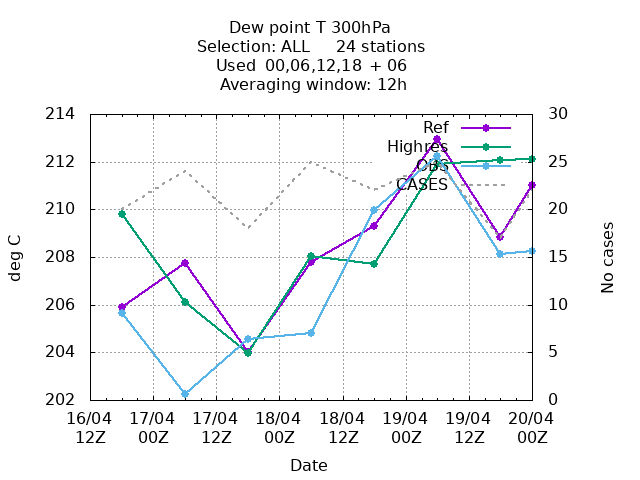 Dew point T 300hPa
Selection: ALL 24 stations
Used 00,06,12,18 + 06
Averaging window: 12h
214
212
210
208
206
204
202
30
25
20
15
10
5
0
deg C
No cases
Ref
Highres
OBS
CASES
16/04 17/04 17/04 18/04 18/04 19/04 19/04 20/04
12Z 00Z 12Z 00Z 12Z 00Z 12Z 00Z
Date